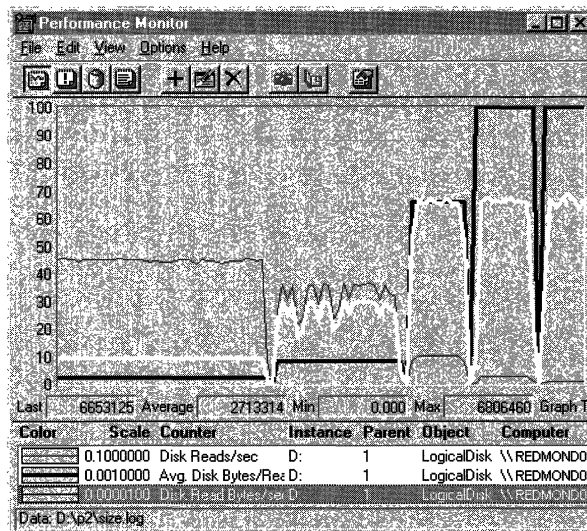 Performance Monitor
File Edit View Options Help
100
90
80
70
60
50
40
30
20
10
0
Last 6653125 Average 2713314 Min 0.000 Max 6806460 Graph T
Color Scale Counter Instance Parent Object Computer
0.1000000 Disk Reads/sec D: 1 LogicalDisk \\REDMOND0
0.0010000 Avg. Disk Bytes/Rea D: 1 LogicalDisk \\REDMOND0
0.0000100 Disk Read Bytes/sec D: 1 LogicalDisk \\REDMOND0
Data: D:\p2\size.log